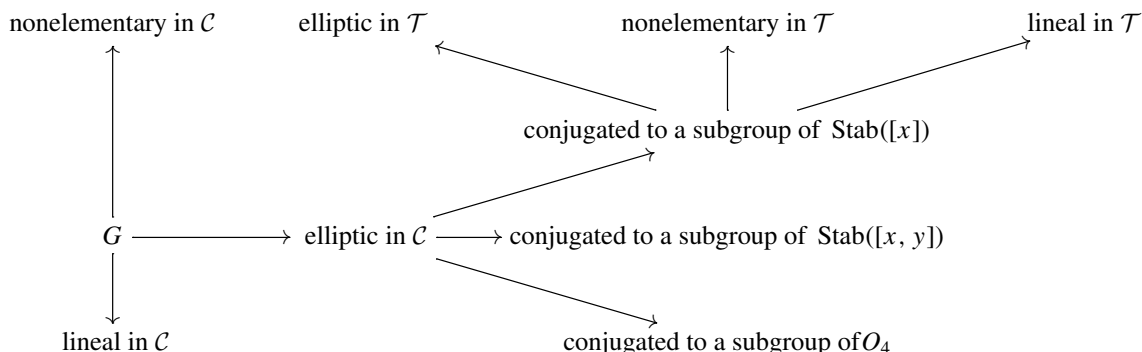 nonelementary in 𝒞 elliptic in 𝒯 nonelementary in 𝒯 lineal in 𝒯
conjugated to a subgroup of Stab([x])
G elliptic in 𝒞 conjugated to a subgroup of Stab([x, y])
lineal in 𝒞 conjugated to a subgroup of O₄